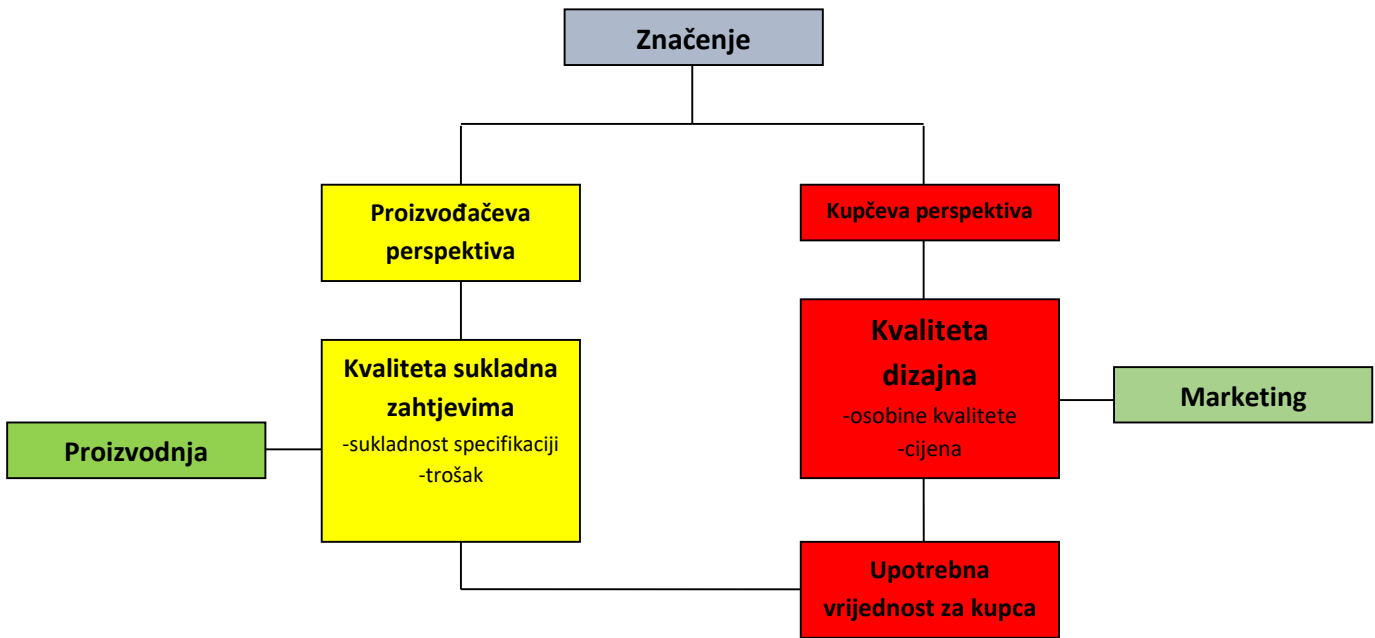 Značenje
Proizvođačeva
perspektiva
Kupčeva perspektiva
Kvaliteta sukladna
zahtjevima
-sukladnost specifikaciji
-trošak
Kvaliteta
dizajna
-osobine kvalitete
-cijena
Marketing
Proizvodnja
Upotrebna
vrijednost za kupca